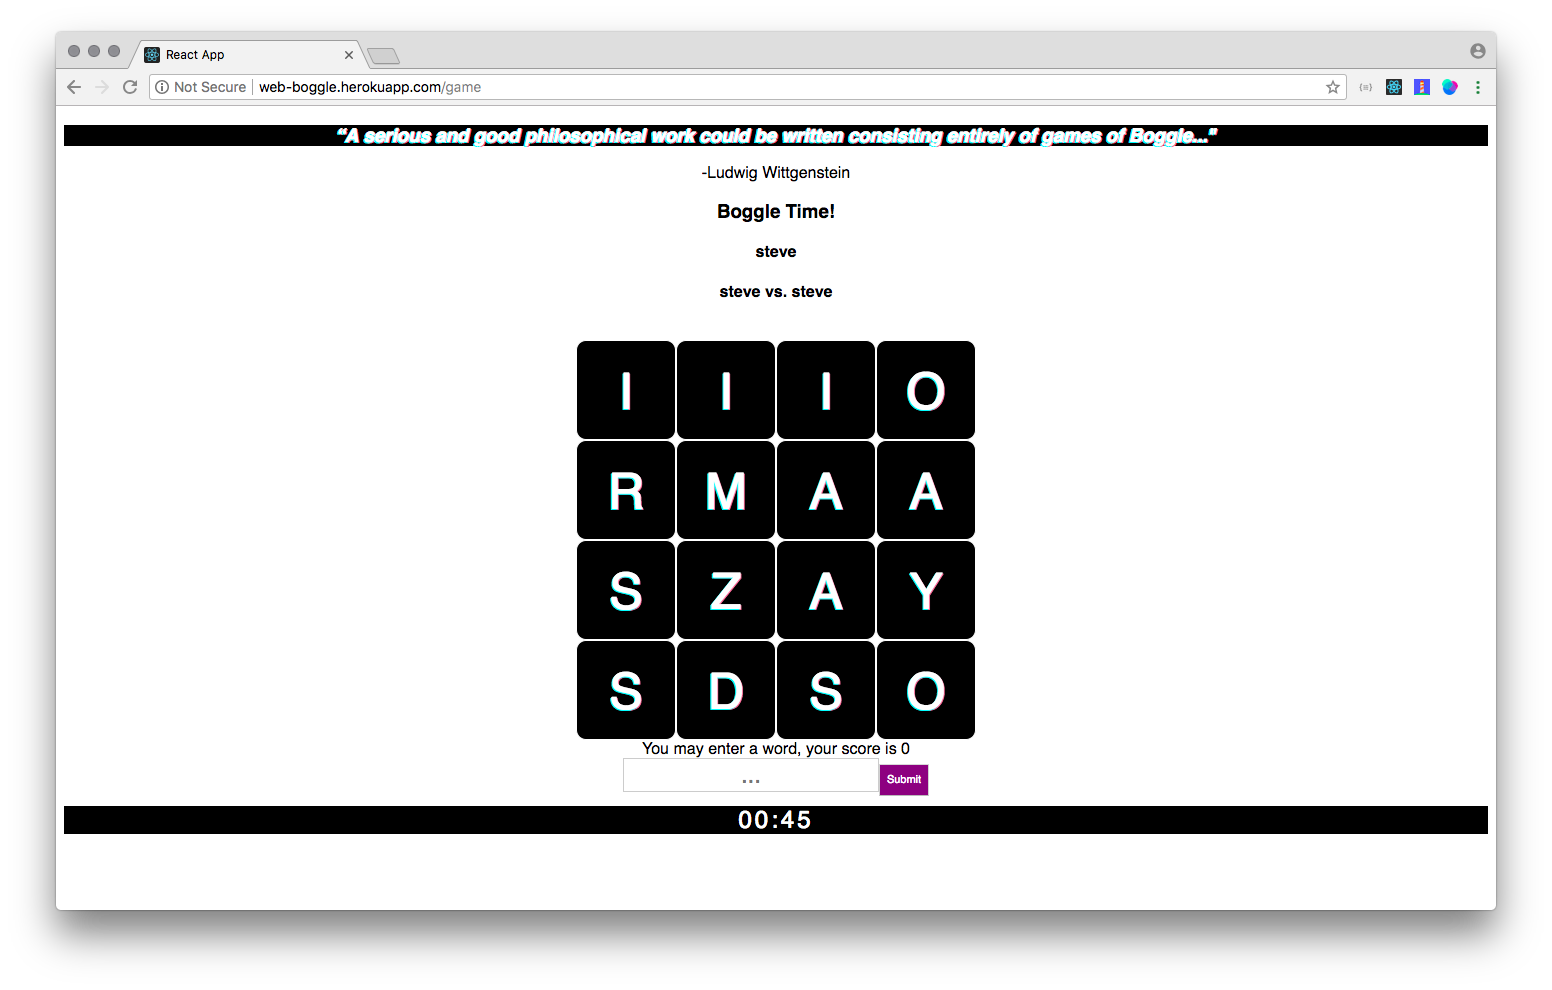 React App
Not Secure web-boggle.herokuapp.com/game
“A serious and good philosophical work could be written consisting entirely of games of Boggle..."
-Ludwig Wittgenstein
Boggle Time!
steve
steve vs. steve
I I I O
R M A A
S Z A Y
S D S O
You may enter a word, your score is 0
...
Submit
00:45